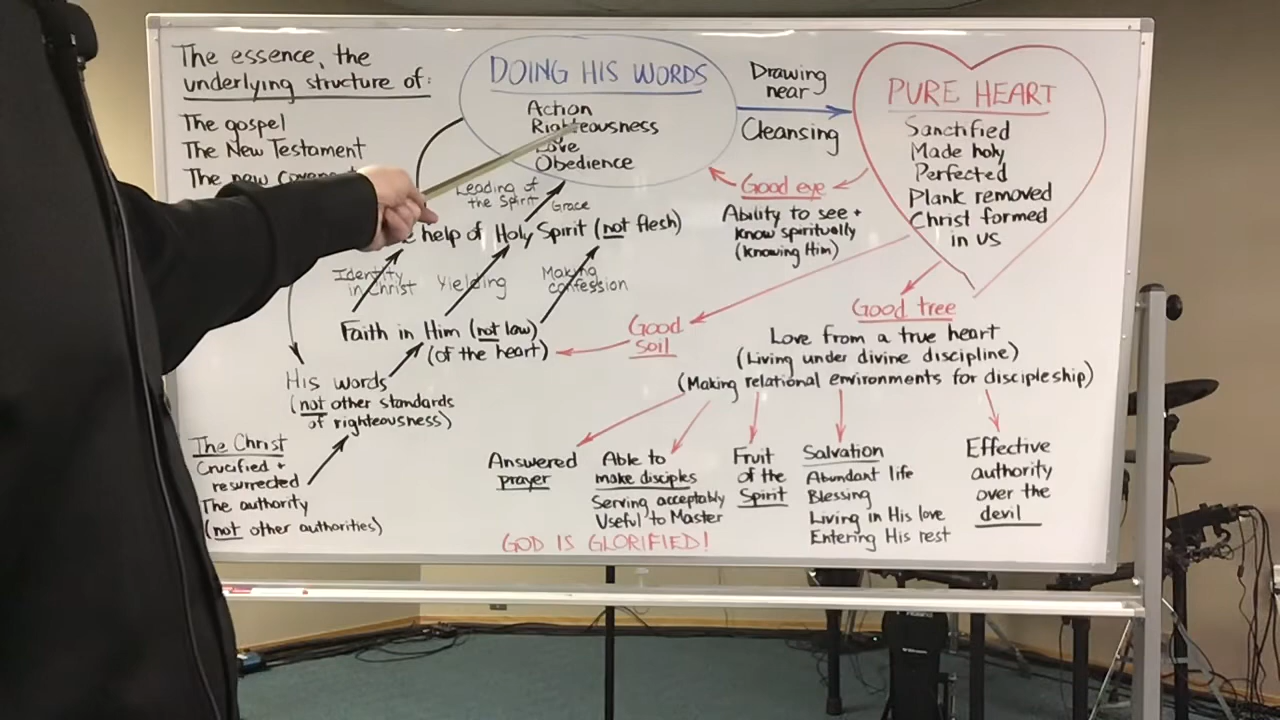 The essence, the
underlying structure of:
The gospel
The New Testament
The new
DOING HIS WORDS
Action
Righteousness
Love
Obedience
Drawing
near
Cleansing
PURE HEART
Sanctified
Made holy
Perfected
Plank removed
Christ formed
in us
Good eye
Ability to see +
know spiritually
(knowing Him)
Leading of
the Spirit
Grace
help of Holy Spirit (not flesh)
Identity
in Christ
Yielding
Making
confession
Faith in Him (not law)
(of the heart)
Good
soil
Good tree
Love from a true heart
(Living under divine discipline)
(Making relational environments for discipleship)
His words
(not other standards
of righteousness)
The Christ
Crucified +
resurrected
The authority
(not other authorities)
Answered
prayer
Able to
make disciples
Serving acceptably
Useful to Master
Fruit
of the
Spirit
Salvation
Abundant life
Blessing
Living in His love
Entering His rest
Effective
authority
over the
devil
GOD IS GLORIFIED!
Roland